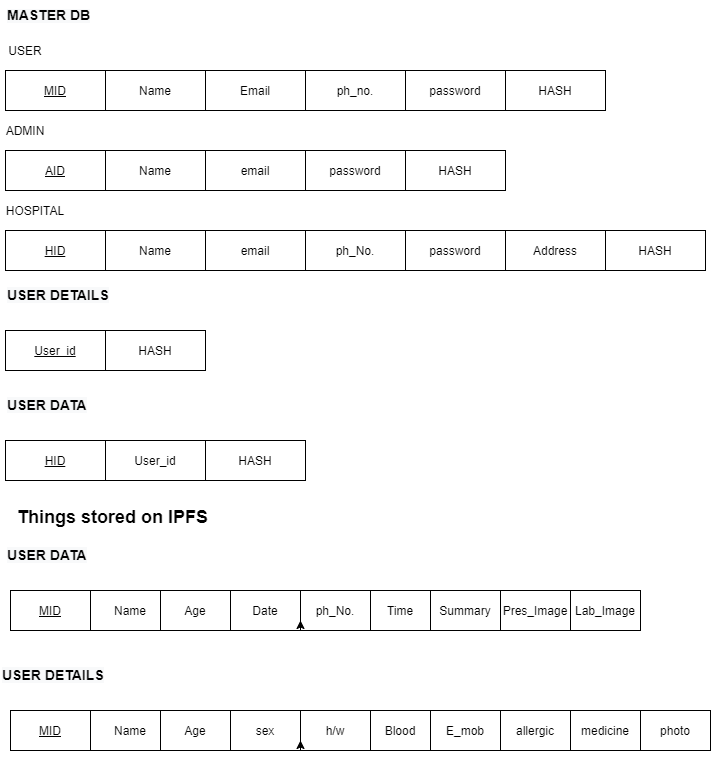 MASTER DB
USER
MID Name Email ph_no. password HASH
ADMIN
AID Name email password HASH
HOSPITAL
HID Name email ph_No. password Address HASH
USER DETAILS
User_id HASH
USER DATA
HID User_id HASH
Things stored on IPFS
USER DATA
MID Name Age Date ph_No. Time Summary Pres_Image Lab_Image
USER DETAILS
MID Name Age sex h/w Blood E_mob allergic medicine photo